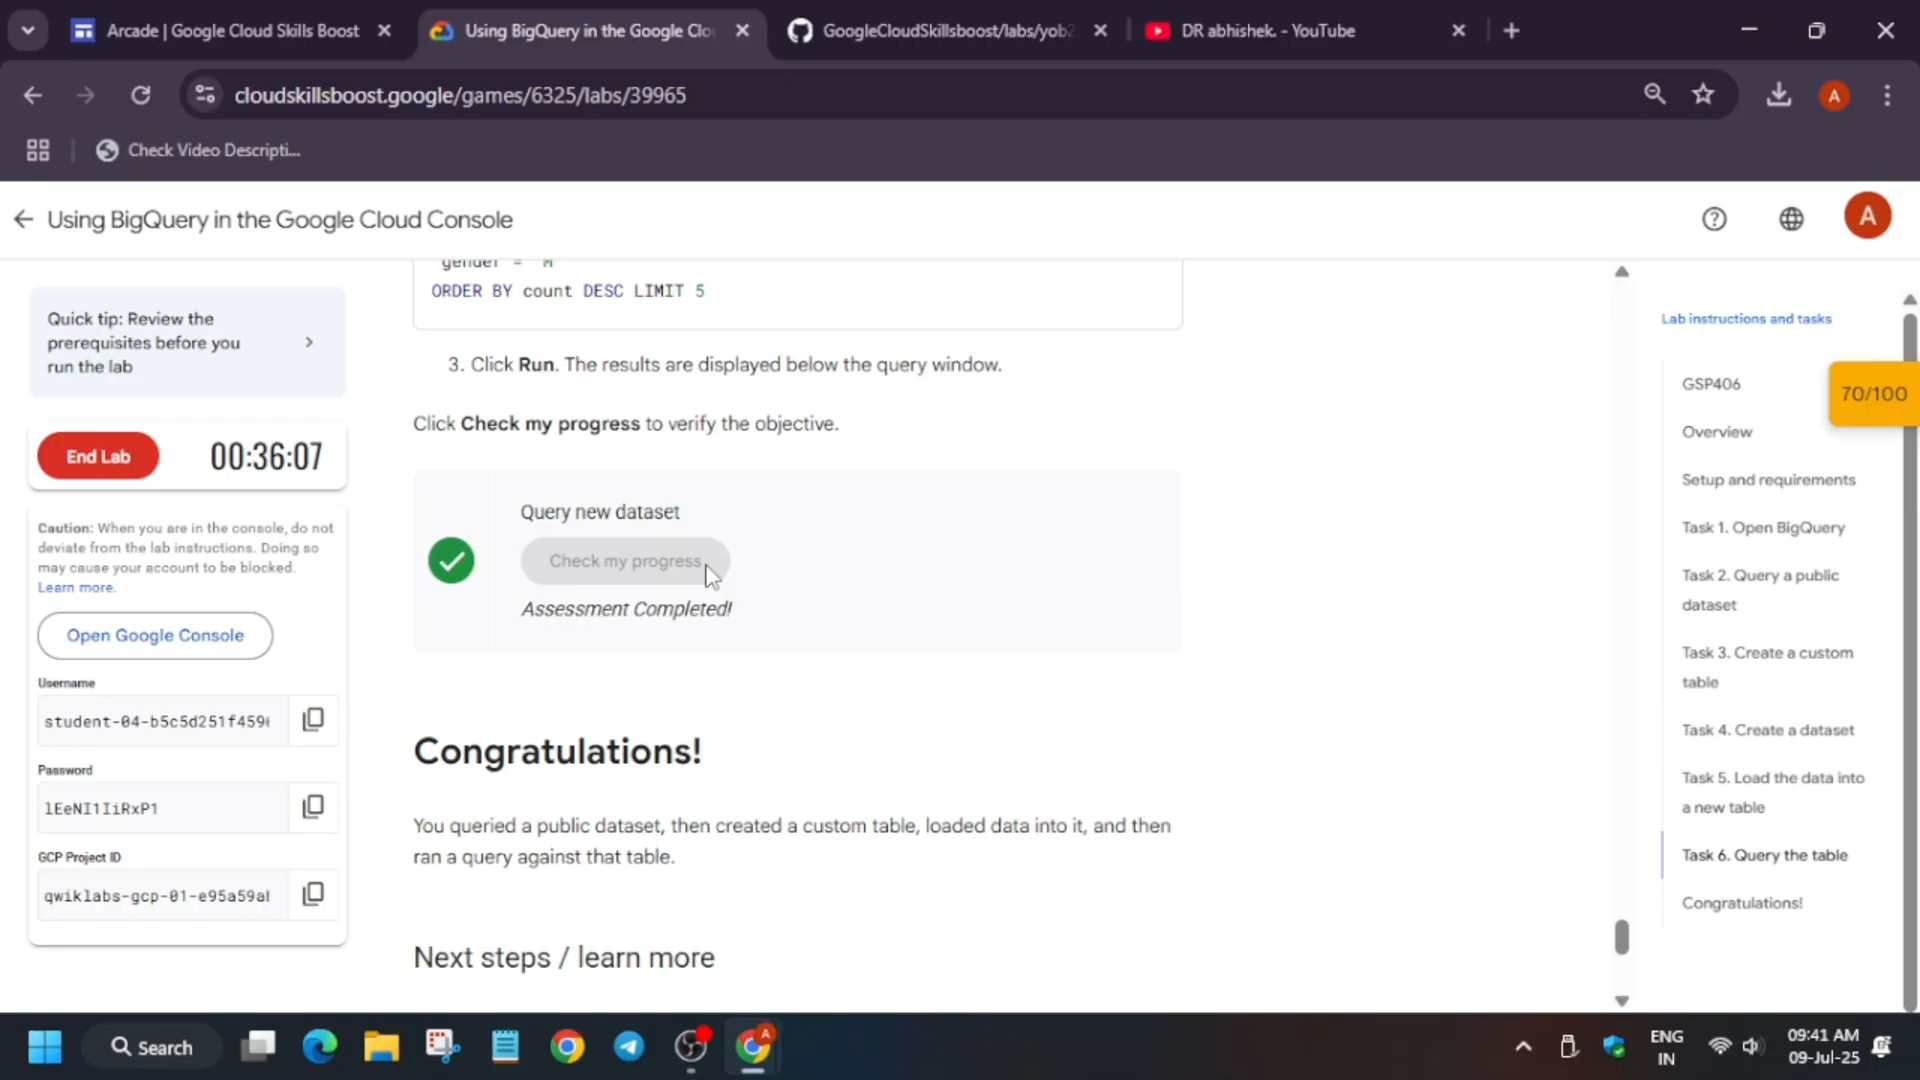 Arcade | Google Cloud Skills Boost
Using BigQuery in the Google Clo
GoogleCloudSkillsboost/labs/yob2
DR abhishek. - YouTube
cloudskillsboost.google/games/6325/labs/39965
A
Check Video Descripti...
Using BigQuery in the Google Cloud Console
A
Quick tip: Review the
prerequisites before you
run the lab
End Lab
00:36:07
Caution: When you are in the console, do not
deviate from the lab instructions. Doing so
may cause your account to be blocked.
Learn more.
Open Google Console
Username
student-04-b5c5d251f459
Password
lEeNI1IiRxP1
GCP Project ID
qwiklabs-gcp-01-e95a59a
gender = 'M'
ORDER BY count DESC LIMIT 5
3. Click Run. The results are displayed below the query window.
Click Check my progress to verify the objective.
Query new dataset
Check my progress
Assessment Completed!
Congratulations!
You queried a public dataset, then created a custom table, loaded data into it, and then
ran a query against that table.
Next steps / learn more
Lab instructions and tasks
GSP406
70/100
Overview
Setup and requirements
Task 1. Open BigQuery
Task 2. Query a public
dataset
Task 3. Create a custom
table
Task 4. Create a dataset
Task 5. Load the data into
a new table
Task 6. Query the table
Congratulations!
Search
A
ENG
IN
09:41 AM
09-Jul-25